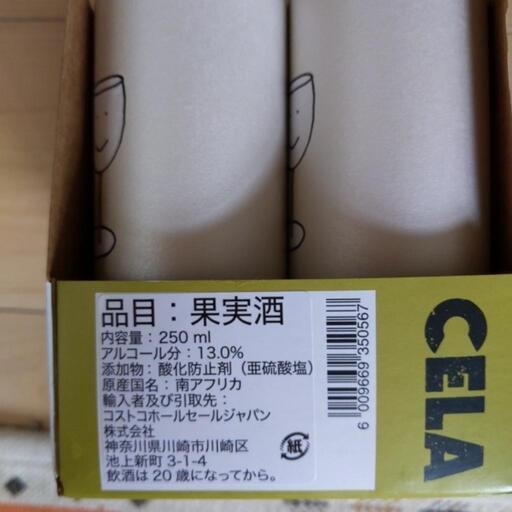 品目：果実酒
内容量：250 ml
アルコール分：13.0%
添加物：酸化防止剤（亜硫酸塩）
原産国名：南アフリカ
輸入者及び引取先：
コストコホールセールジャパン
株式会社
神奈川県川崎市川崎区
池上新町 3-1-4
飲酒は20歳になってから。
紙
6 009669 350567
CELA